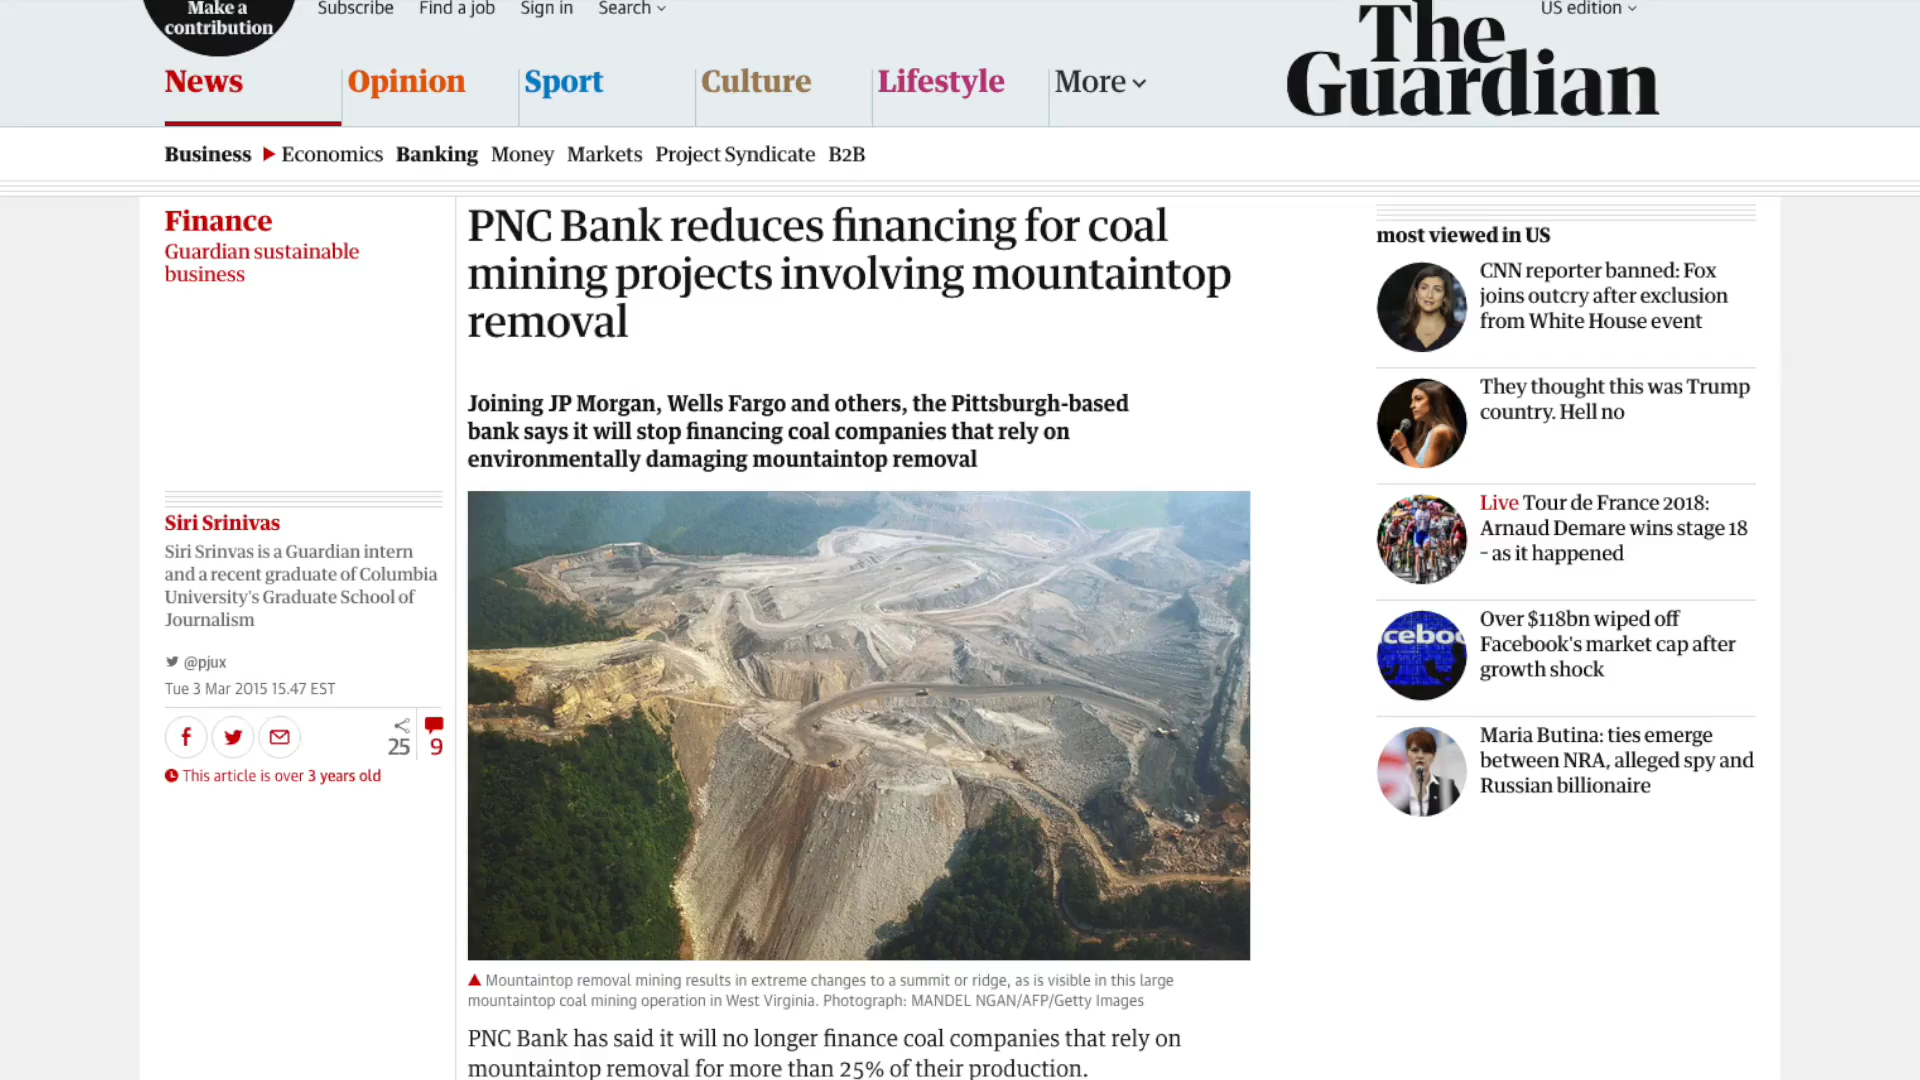 Make a
contribution
Subscribe Find a job Sign in Search
US edition
The
Guardian
News Opinion Sport Culture Lifestyle More
Business Economics Banking Money Markets Project Syndicate B2B
Finance
Guardian sustainable
business
PNC Bank reduces financing for coal
mining projects involving mountaintop
removal
Joining JP Morgan, Wells Fargo and others, the Pittsburgh-based
bank says it will stop financing coal companies that rely on
environmentally damaging mountaintop removal
Siri Srinivas
Siri Srinvas is a Guardian intern
and a recent graduate of Columbia
University's Graduate School of
Journalism
@pjux
Tue 3 Mar 2015 15.47 EST
25 9
This article is over 3 years old
Mountaintop removal mining results in extreme changes to a summit or ridge, as is visible in this large
mountaintop coal mining operation in West Virginia. Photograph: MANDEL NGAN/AFP/Getty Images
PNC Bank has said it will no longer finance coal companies that rely on
mountaintop removal for more than 25% of their production.
most viewed in US
CNN reporter banned: Fox
joins outcry after exclusion
from White House event
They thought this was Trump
country. Hell no
Live Tour de France 2018:
Arnaud Demare wins stage 18
– as it happened
ceboo
Over $118bn wiped off
Facebook's market cap after
growth shock
Maria Butina: ties emerge
between NRA, alleged spy and
Russian billionaire